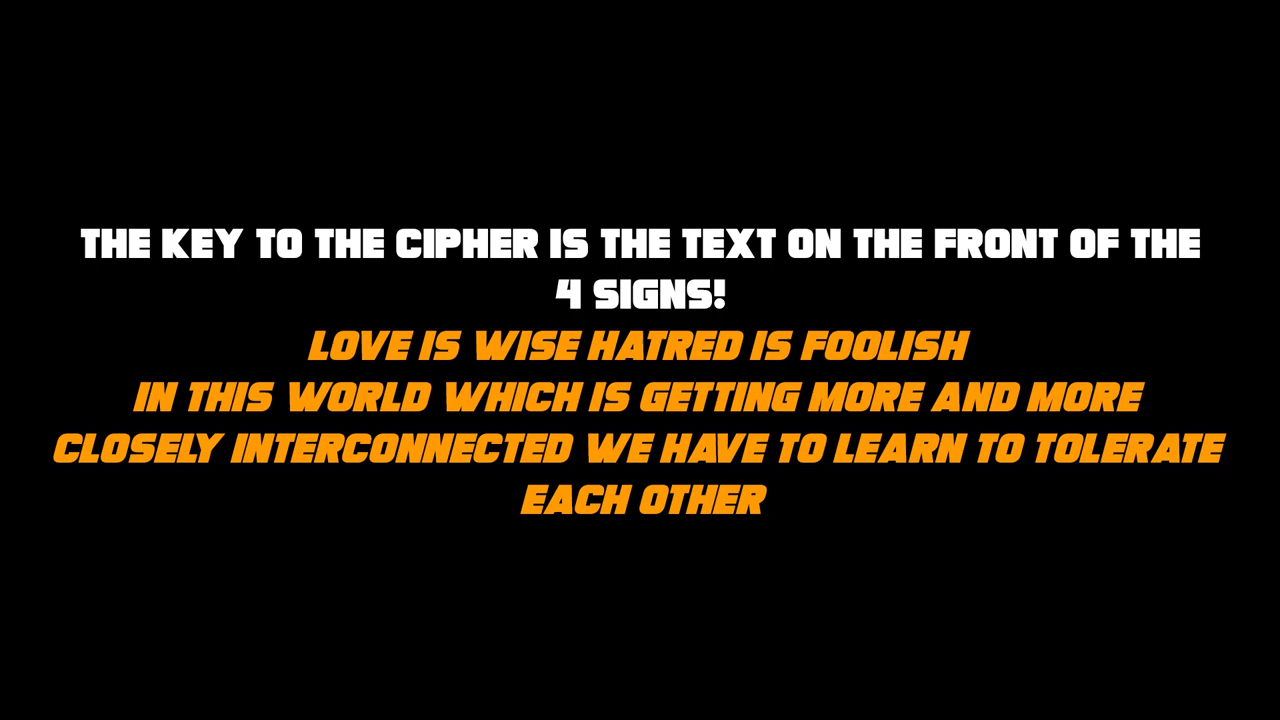 THE KEY TO THE CIPHER IS THE TEXT ON THE FRONT OF THE
4 SIGNS!
LOVE IS WISE HATRED IS FOOLISH
IN THIS WORLD WHICH IS GETTING MORE AND MORE
CLOSELY INTERCONNECTED WE HAVE TO LEARN TO TOLERATE
EACH OTHER